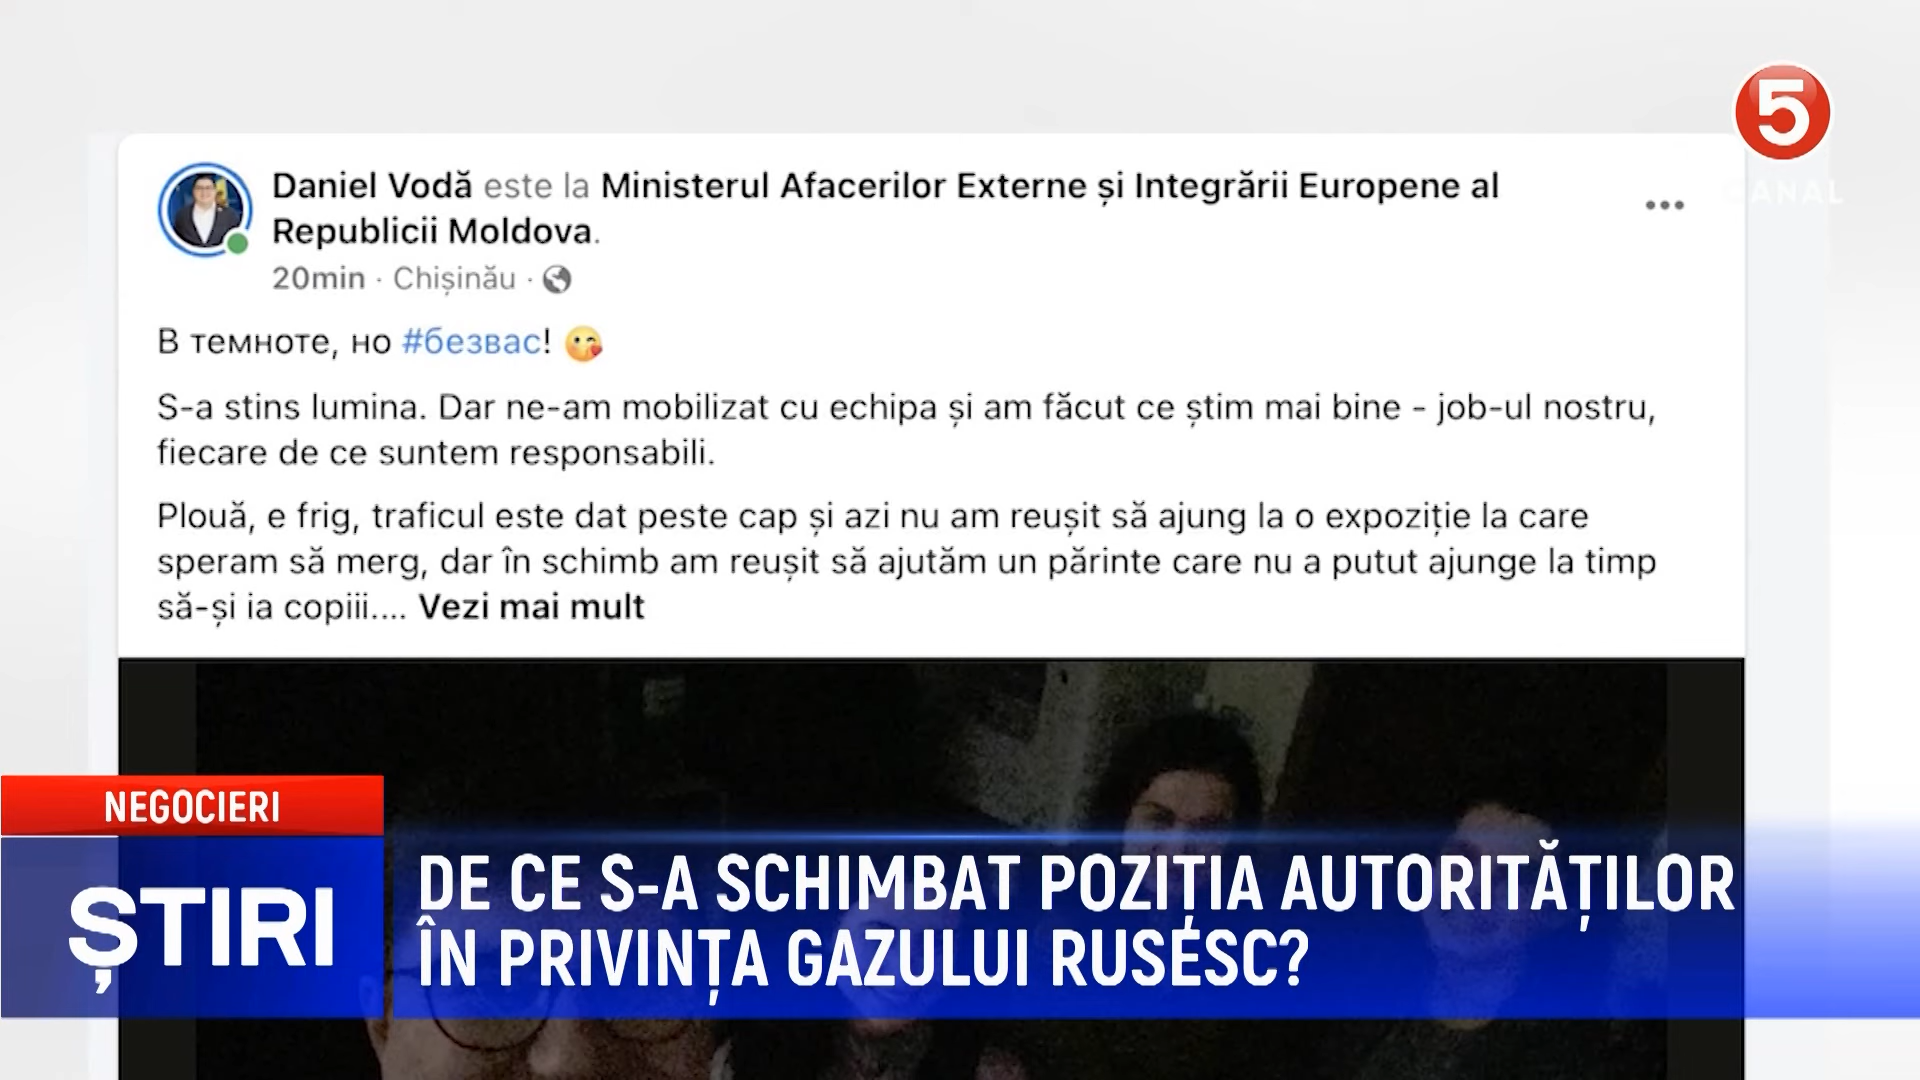 5
CANAL
Daniel Vodă este la Ministerul Afacerilor Externe și Integrării Europene al
Republicii Moldova.
20min · Chișinău ·
В темноте, но #безвас! 😘
S-a stins lumina. Dar ne-am mobilizat cu echipa și am făcut ce știm mai bine - job-ul nostru,
fiecare de ce suntem responsabili.
Plouă, e frig, traficul este dat peste cap și azi nu am reușit să ajung la o expoziție la care
speram să merg, dar în schimb am reușit să ajutăm un părinte care nu a putut ajunge la timp
să-și ia copiii.... Vezi mai mult
NEGOCIERI
ȘTIRI
DE CE S-A SCHIMBAT POZIȚIA AUTORITĂȚILOR
ÎN PRIVINȚA GAZULUI RUSESC?